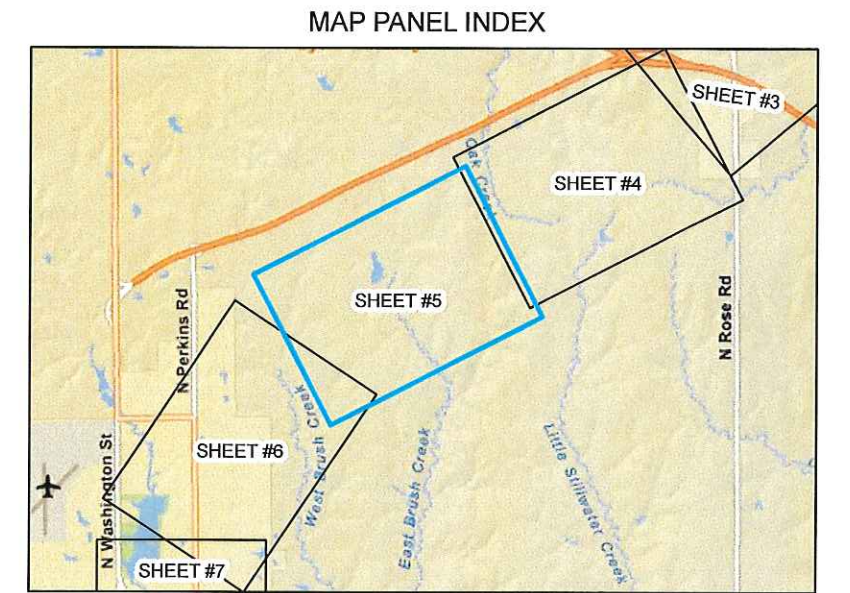 MAP PANEL INDEX
SHEET #3
Oak Creek
SHEET #4
SHEET #5
N Perkins Rd
N Rose Rd
SHEET #6
West Brush Creek
East Brush Creek
Little Stillwater Creek
N Washington St
SHEET #7